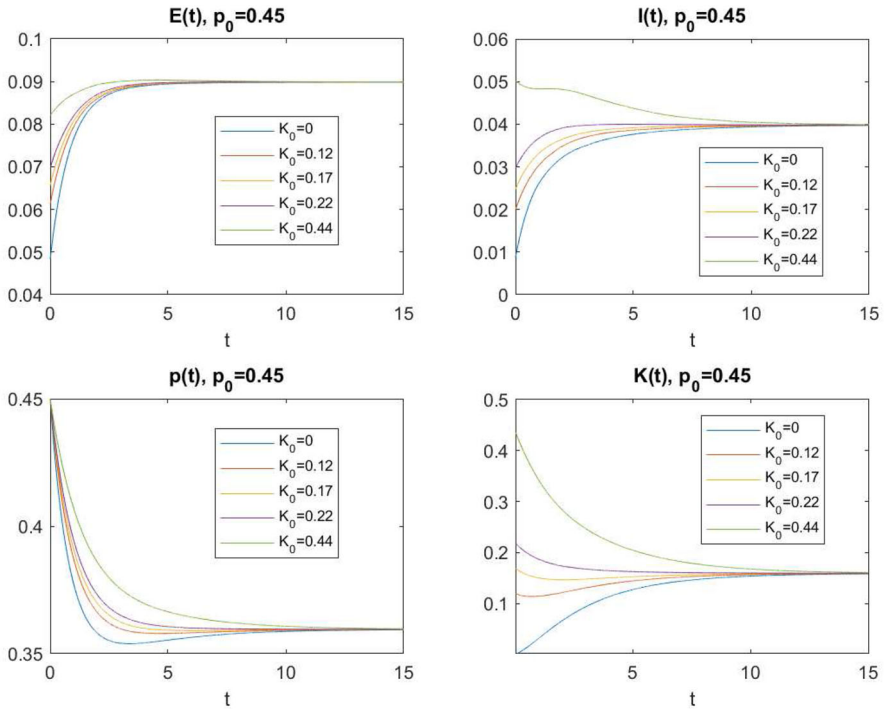 E(t), p0=0.45
0.1
0.09
0.08
0.07
0.06
0.05
0.04
0
5
10
15
t
K0=0
K0=0.12
K0=0.17
K0=0.22
K0=0.44
I(t), p0=0.45
0.06
0.05
0.04
0.03
0.02
0.01
0
0
5
10
15
t
K0=0
K0=0.12
K0=0.17
K0=0.22
K0=0.44
p(t), p0=0.45
0.45
0.4
0.35
0
5
10
15
t
K0=0
K0=0.12
K0=0.17
K0=0.22
K0=0.44
K(t), p0=0.45
0.5
0.4
0.3
0.2
0.1
0
5
10
15
t
K0=0
K0=0.12
K0=0.17
K0=0.22
K0=0.44